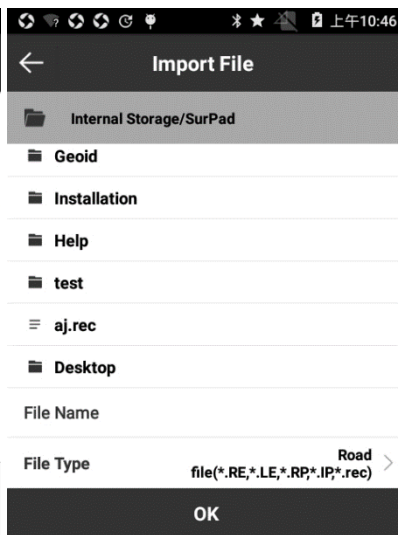 上午10:46
Import File
Internal Storage/SurPad
Geoid
Installation
Help
test
aj.rec
Desktop
File Name
File Type
Road
file(*.RE,*.LE,*.RP,*.IP,*.rec)
OK